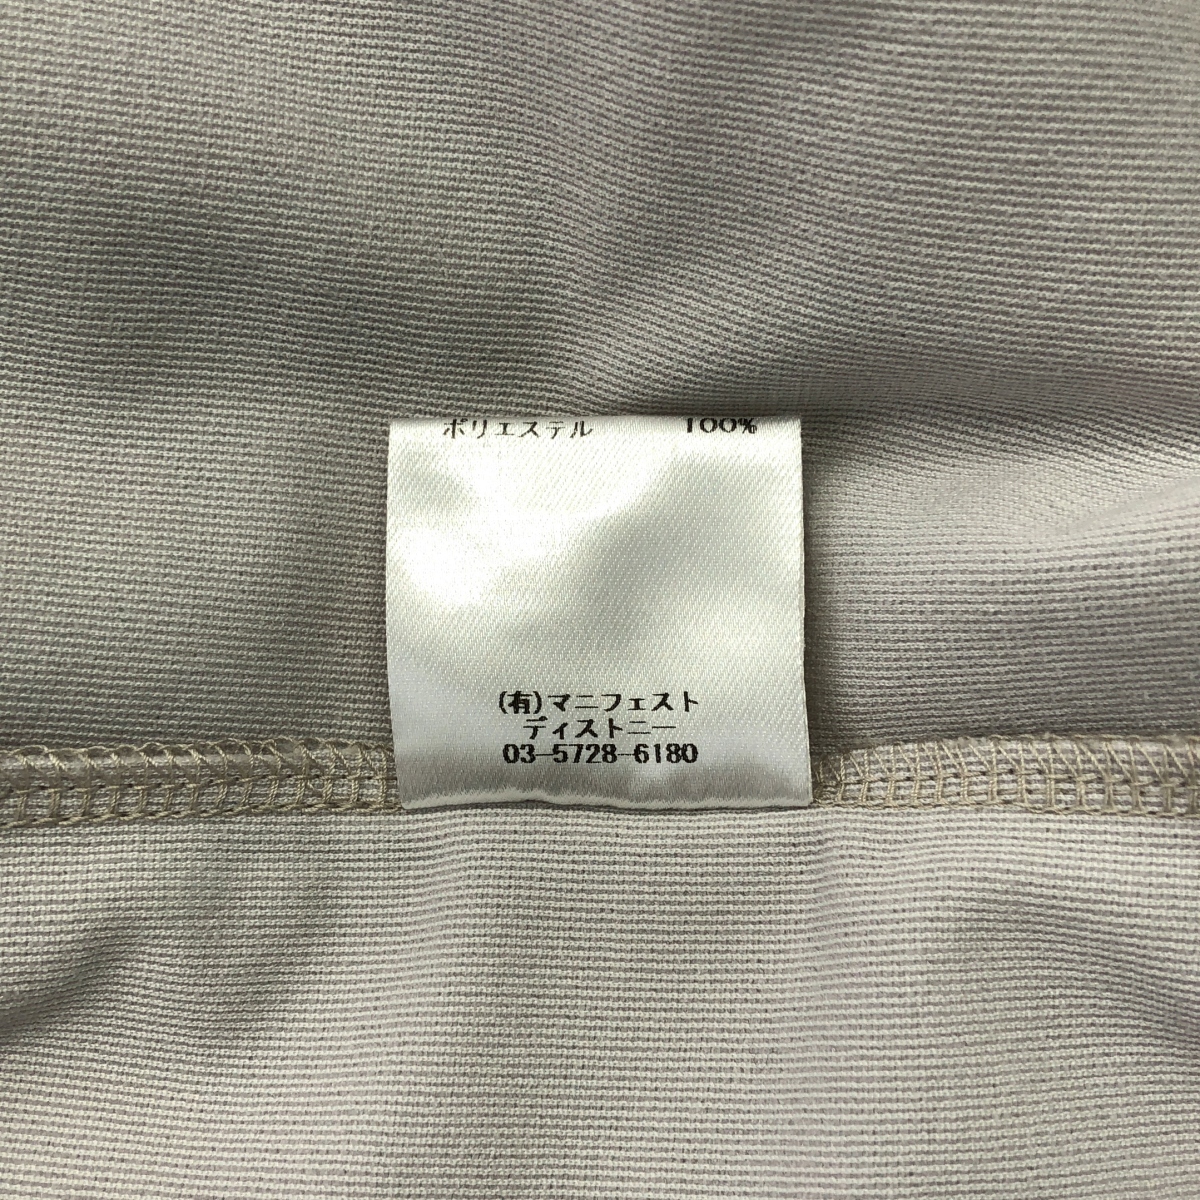 ポリエステル 100%
(有)マニフェスト
ディストニー
03-5728-6180